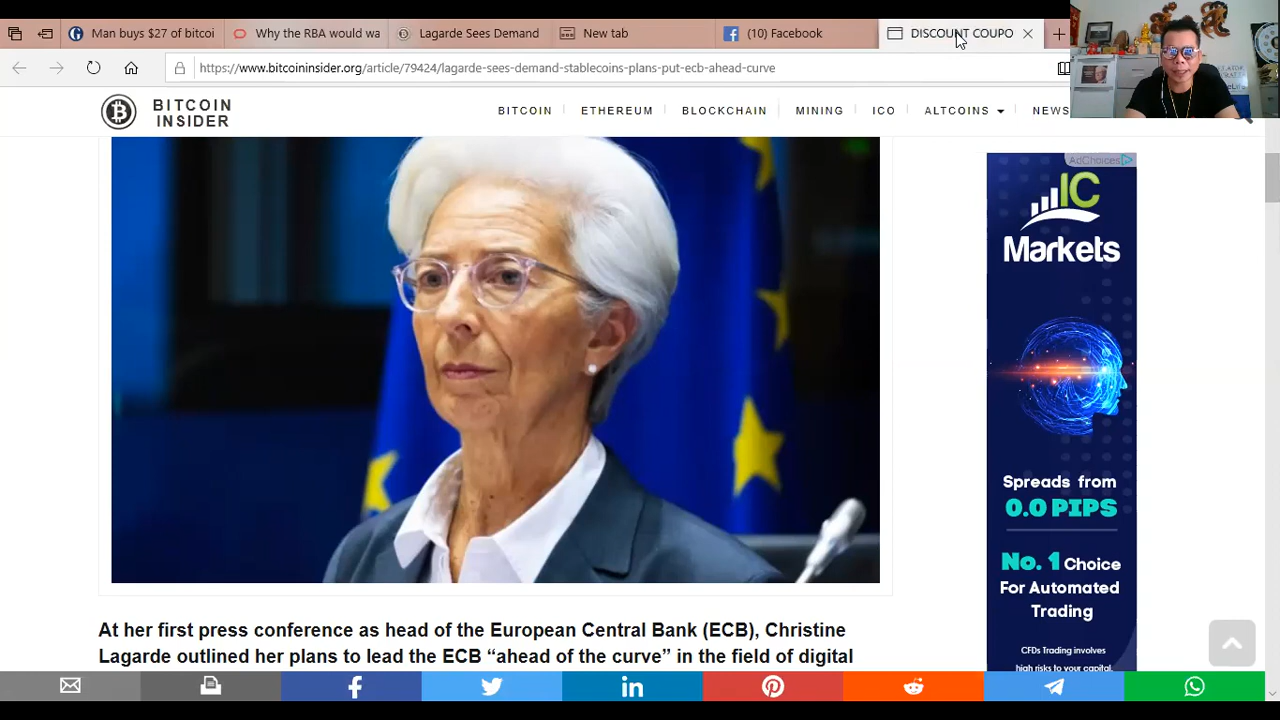 Man buys $27 of bitcoi
Why the RBA would wa
Lagarde Sees Demand
New tab
(10) Facebook
DISCOUNT COUPO
https://www.bitcoininsider.org/article/79424/lagarde-sees-demand-stablecoins-plans-put-ecb-ahead-curve
BITCOIN
INSIDER
BITCOIN
ETHEREUM
BLOCKCHAIN
MINING
ICO
ALTCOINS
NEWS
AdChoices
IC
Markets
Spreads from
0.0 PIPS
No. 1 Choice
For Automated
Trading
CFDs Trading involves
high risks to your capital.
At her first press conference as head of the European Central Bank (ECB), Christine
Lagarde outlined her plans to lead the ECB “ahead of the curve” in the field of digital